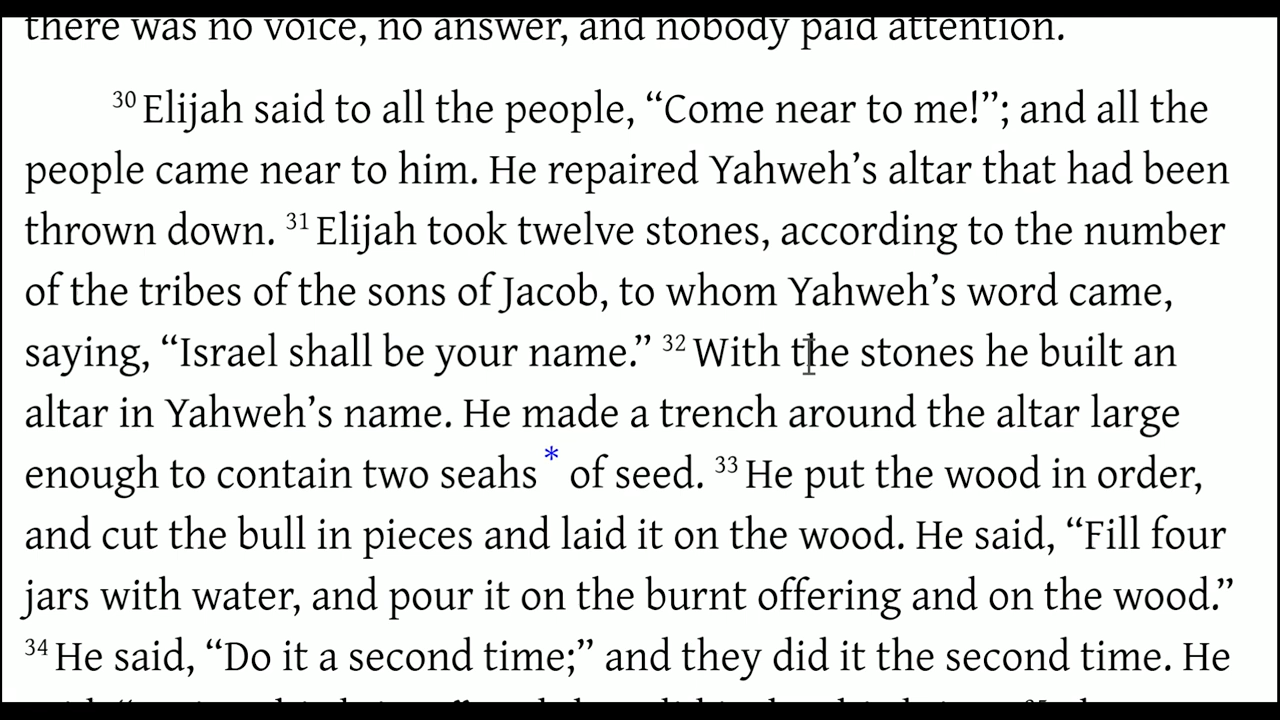 there was no voice, no answer, and nobody paid attention.
30 Elijah said to all the people, “Come near to me!”; and all the
people came near to him. He repaired Yahweh’s altar that had been
thrown down. 31 Elijah took twelve stones, according to the number
of the tribes of the sons of Jacob, to whom Yahweh’s word came,
saying, “Israel shall be your name.” 32 With the stones he built an
altar in Yahweh’s name. He made a trench around the altar large
enough to contain two seahs * of seed. 33 He put the wood in order,
and cut the bull in pieces and laid it on the wood. He said, “Fill four
jars with water, and pour it on the burnt offering and on the wood.”
34 He said, “Do it a second time;” and they did it the second time. He